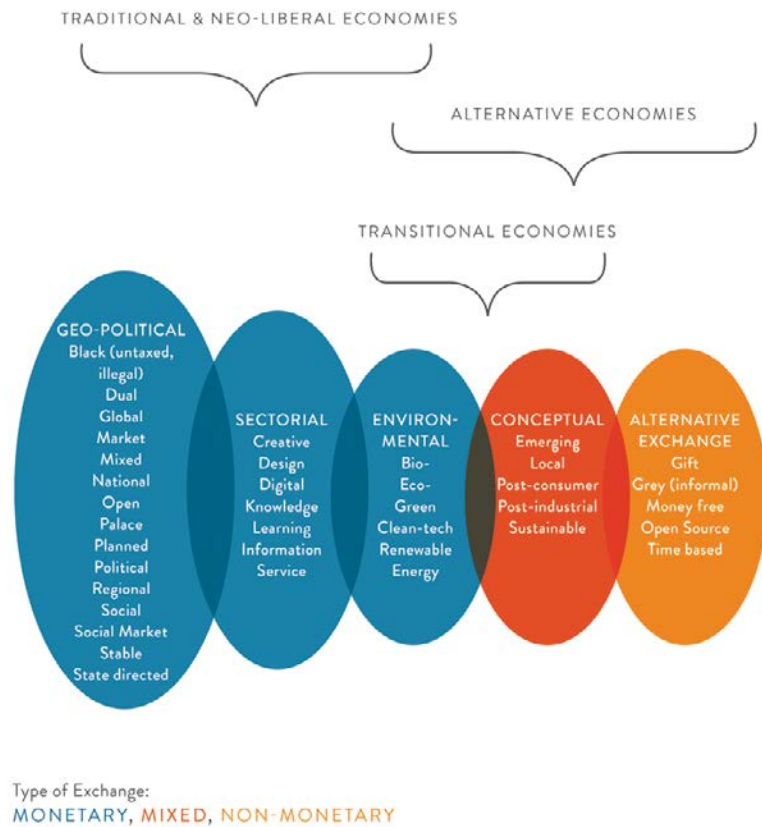 TRADITIONAL & NEO-LIBERAL ECONOMIES
ALTERNATIVE ECONOMIES
TRANSITIONAL ECONOMIES
GEO-POLITICAL
Black (untaxed,
illegal)
Dual
Global
Market
Mixed
National
Open
Palace
Planned
Political
Regional
Social
Social Market
Stable
State directed
SECTORIAL
Creative
Design
Digital
Knowledge
Learning
Information
Service
ENVIRON-
MENTAL
Bio-
Eco-
Green
Clean-tech
Renewable
Energy
CONCEPTUAL
Emerging
Local
Post-consumer
Post-industrial
Sustainable
ALTERNATIVE
EXCHANGE
Gift
Grey (informal)
Money free
Open Source
Time based
Type of Exchange:
MONETARY, MIXED, NON-MONETARY